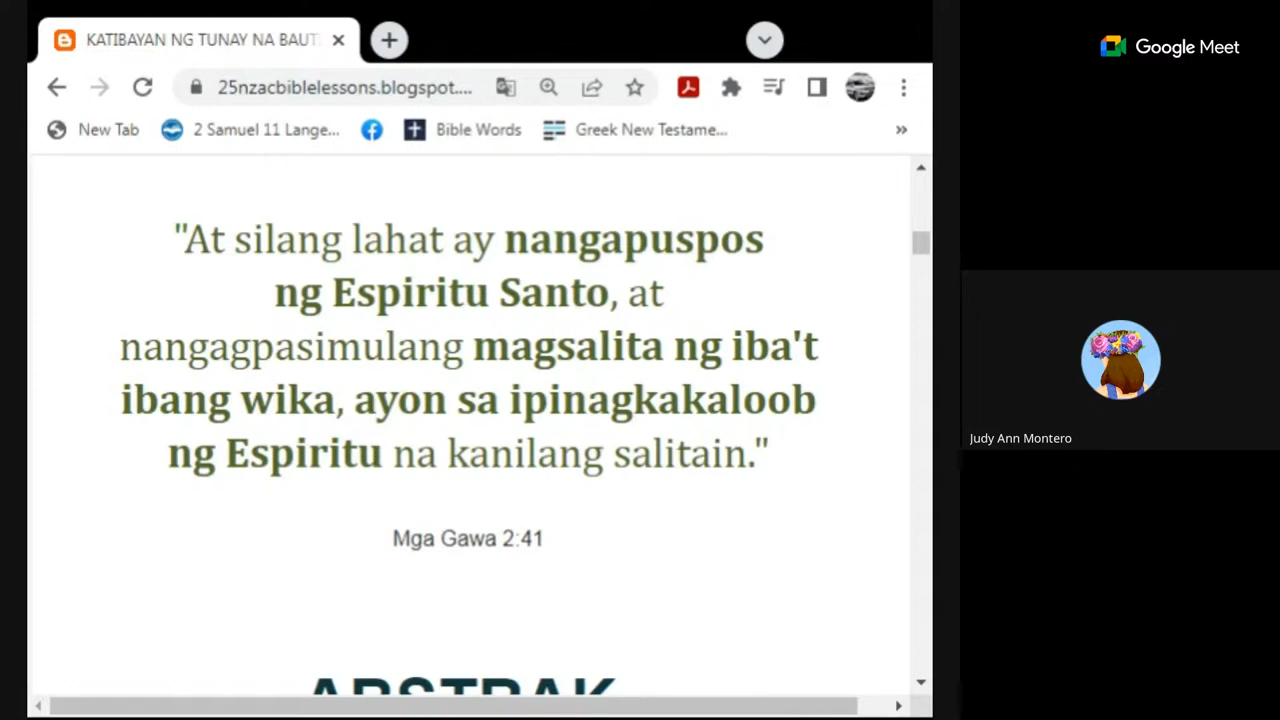 KATIBAYAN NG TUNAY NA BAUT
Google Meet
25nzacbiblelessons.blogspot....
New Tab
2 Samuel 11 Lange...
Bible Words
Greek New Testame...
»
"At silang lahat ay nangapuspos
ng Espiritu Santo, at
nangagpasimulang magsalita ng iba't
ibang wika, ayon sa ipinagkakaloob
ng Espiritu na kanilang salitain."
Judy Ann Montero
Mga Gawa 2:41
ABSTRAK